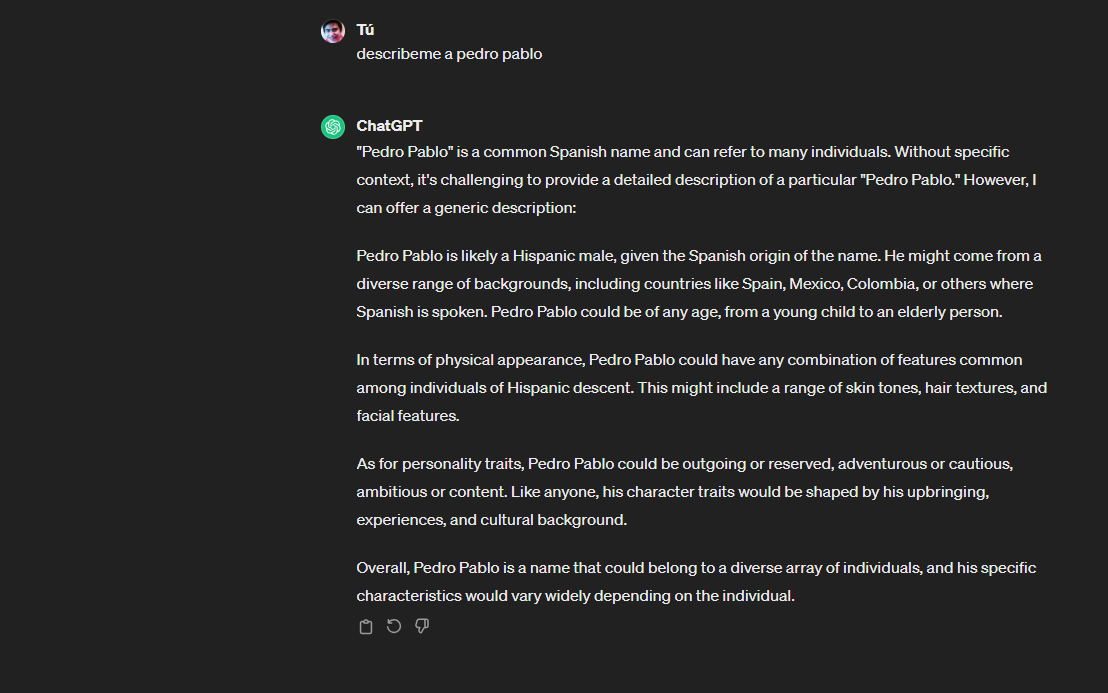 Tú
describeme a pedro pablo
ChatGPT
"Pedro Pablo" is a common Spanish name and can refer to many individuals. Without specific
context, it's challenging to provide a detailed description of a particular "Pedro Pablo." However, I
can offer a generic description:
Pedro Pablo is likely a Hispanic male, given the Spanish origin of the name. He might come from a
diverse range of backgrounds, including countries like Spain, Mexico, Colombia, or others where
Spanish is spoken. Pedro Pablo could be of any age, from a young child to an elderly person.
In terms of physical appearance, Pedro Pablo could have any combination of features common
among individuals of Hispanic descent. This might include a range of skin tones, hair textures, and
facial features.
As for personality traits, Pedro Pablo could be outgoing or reserved, adventurous or cautious,
ambitious or content. Like anyone, his character traits would be shaped by his upbringing,
experiences, and cultural background.
Overall, Pedro Pablo is a name that could belong to a diverse array of individuals, and his specific
characteristics would vary widely depending on the individual.